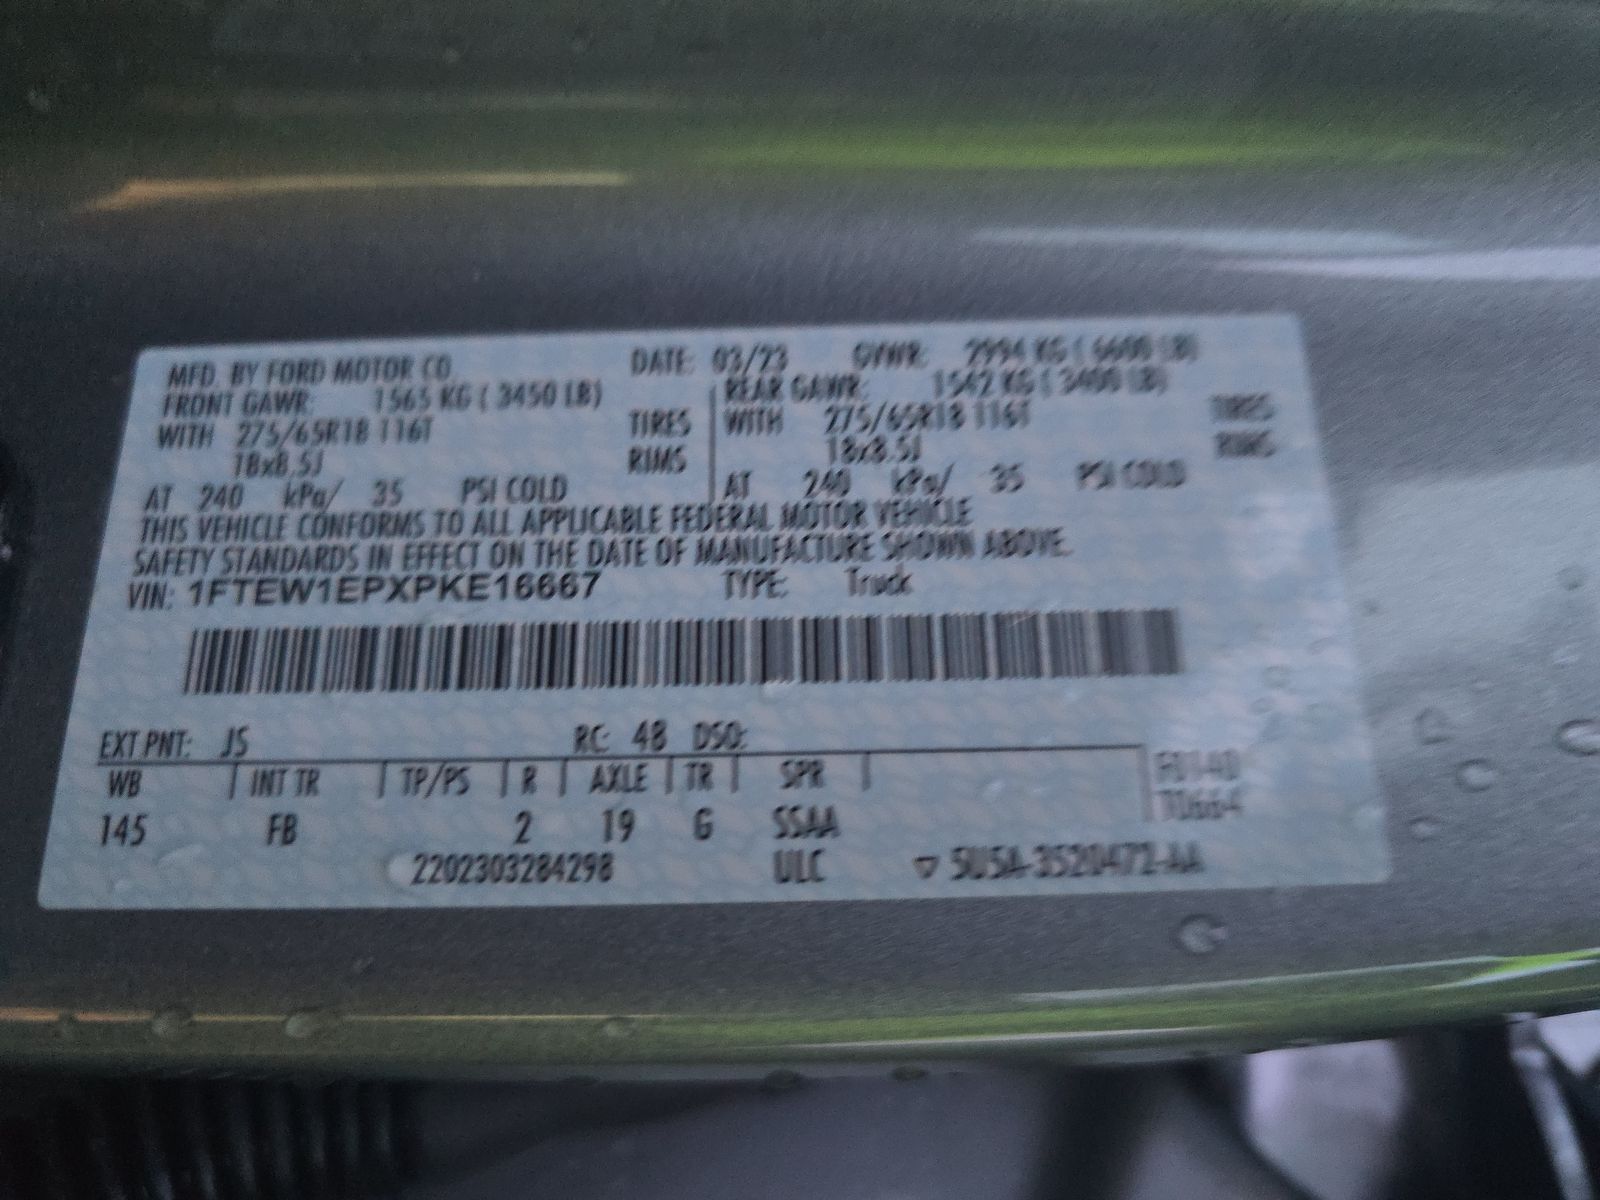 MFD. BY FORD MOTOR CO. DATE: 03/23 GVWR: 2994 KG ( 6600 LB)
FRONT GAWR: 1565 KG ( 3450 LB) REAR GAWR: 1542 KG ( 3400 LB)
WITH 275/65R18 116T TIRES WITH 275/65R18 116T TIRES
18x8.5J RIMS 18x8.5J RIMS
AT 240 kPa/ 35 PSI COLD AT 240 kPa/ 35 PSI COLD
THIS VEHICLE CONFORMS TO ALL APPLICABLE FEDERAL MOTOR VEHICLE
SAFETY STANDARDS IN EFFECT ON THE DATE OF MANUFACTURE SHOWN ABOVE.
VIN: 1FTEW1EPXPKE16667 TYPE: Truck
EXT PNT: JS RC: 48 DSO:
WB INT TR TP/PS R AXLE TR SPR
145 FB 2 19 G SSAA
2202303284298 ULC ▽ 5U5A-3520472-AA